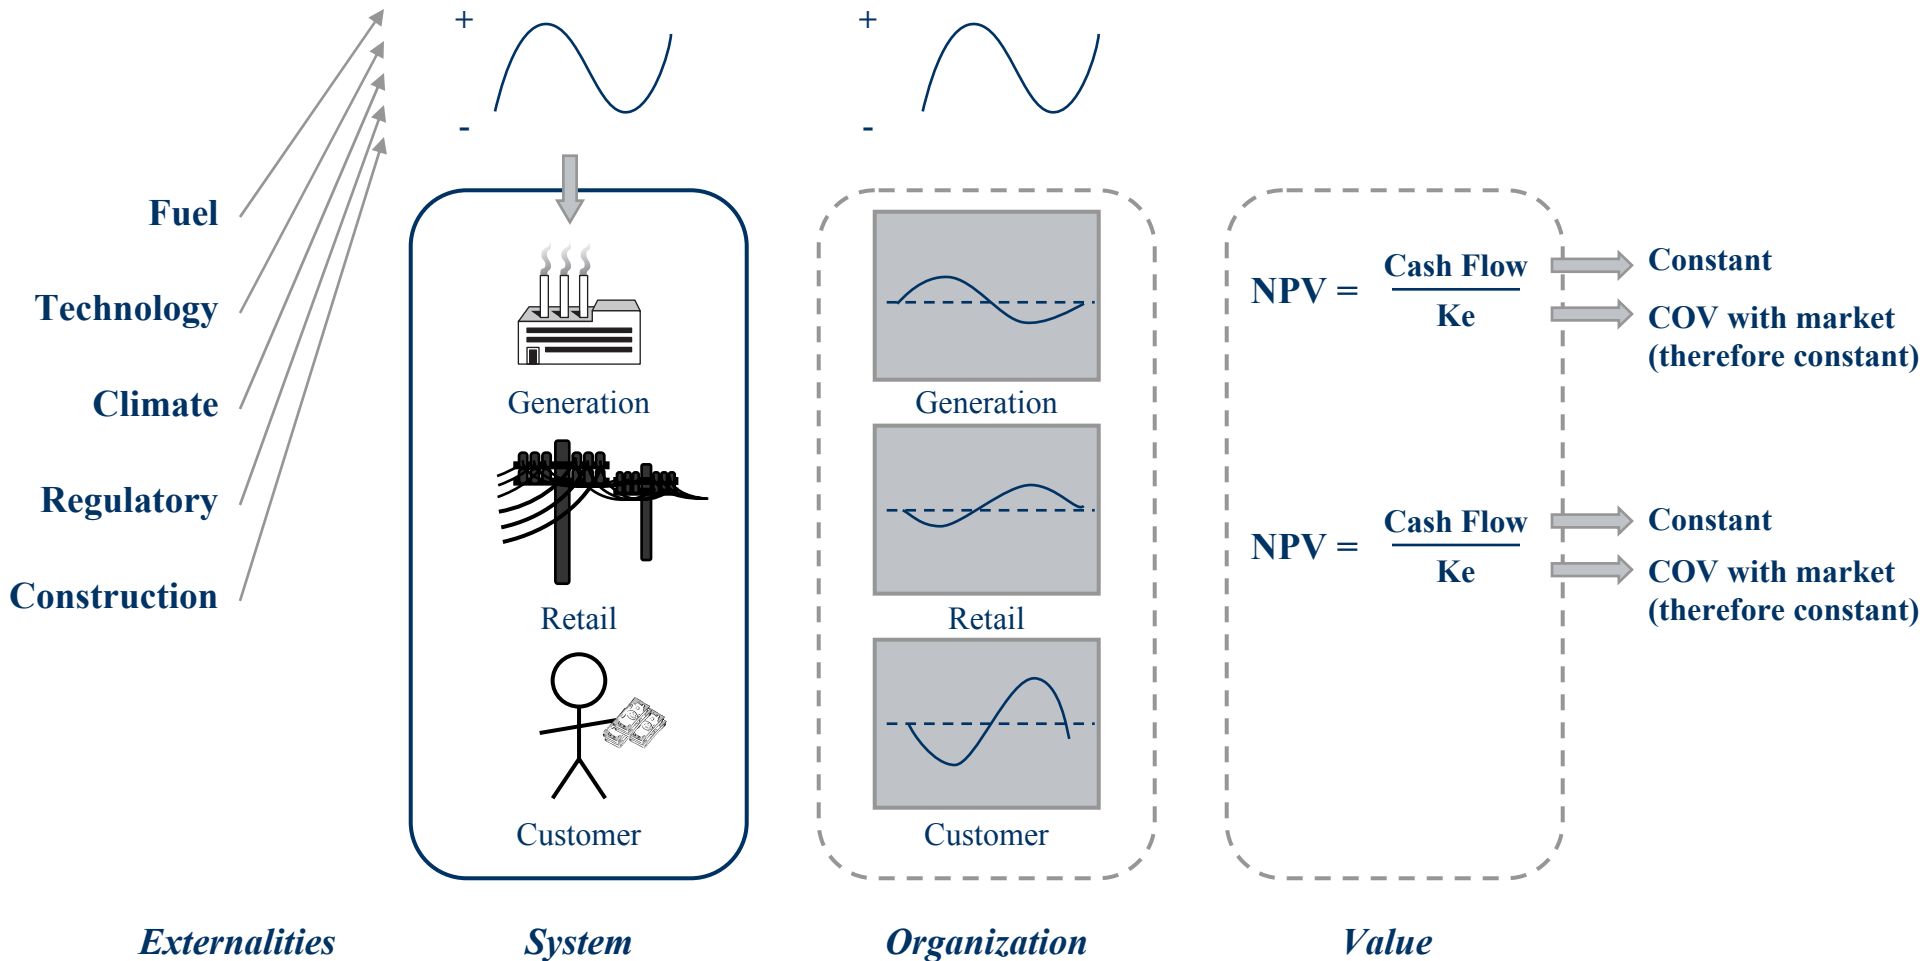 +
-
+
-
Fuel
Technology
Climate
Regulatory
Construction
Generation
Retail
Customer
Generation
Retail
Customer
NPV = Cash Flow
Ke
Constant
COV with market
(therefore constant)
NPV = Cash Flow
Ke
Constant
COV with market
(therefore constant)
Externalities
System
Organization
Value